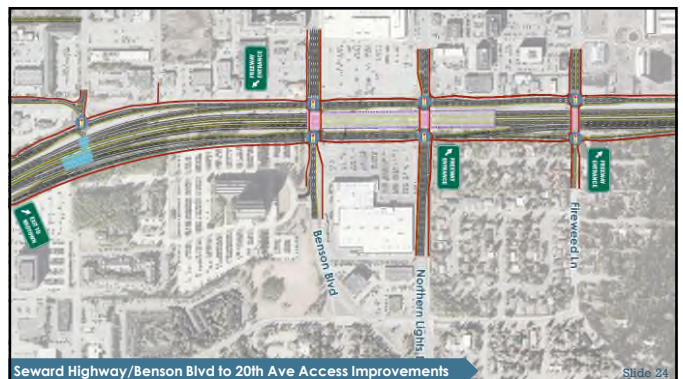 FREEWAY
ENTRANCE
FREEWAY
ENTRANCE
FREEWAY
ENTRANCE
MIDTOWN
Benson Blvd
Northern Lights
Fireweed Ln
Seward Highway/Benson Blvd to 20th Ave Access Improvements
Slide 24